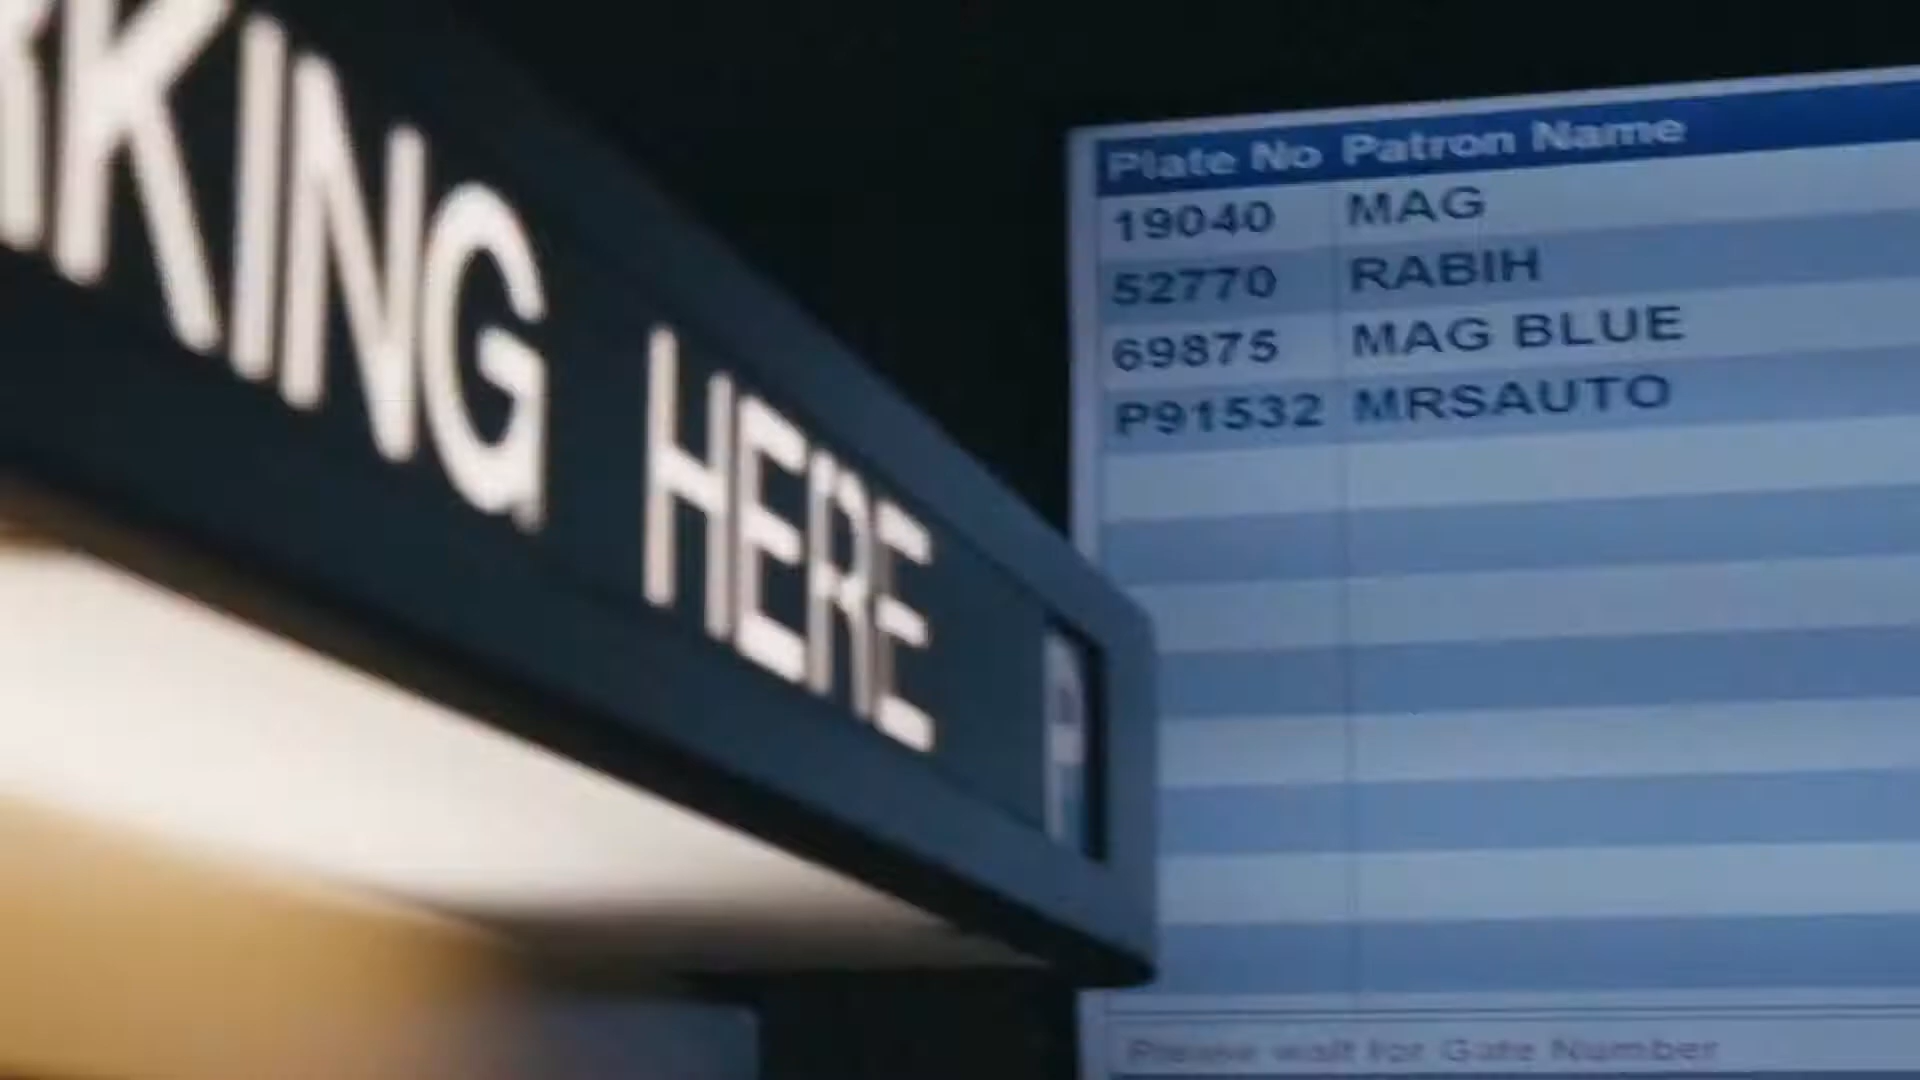 RKING HERE P
Plate No Patron Name
19040 MAG
52770 RABIH
69875 MAG BLUE
P91532 MRSAUTO
Please wait for Gate Number